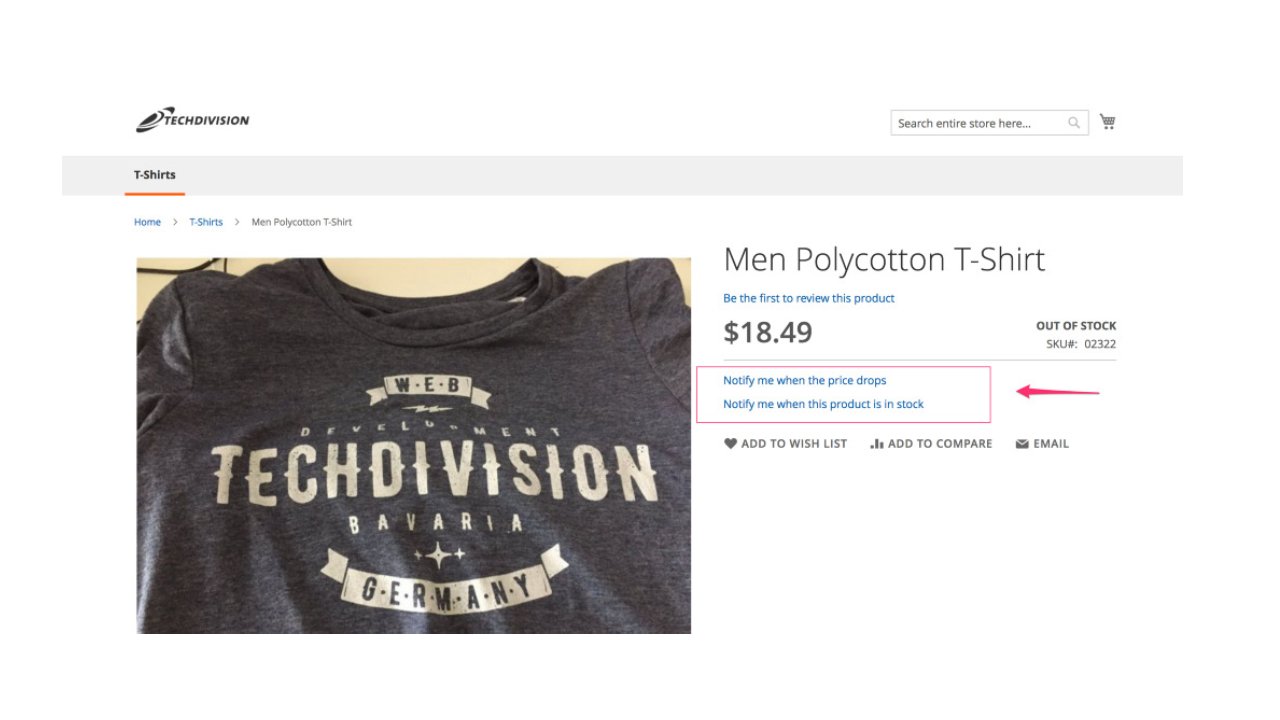 TECHDIVISION
Search entire store here...
T-Shirts
Home > T-Shirts > Men Polycotton T-Shirt
Men Polycotton T-Shirt
Be the first to review this product
$18.49
OUT OF STOCK
SKU#: 02322
Notify me when the price drops
Notify me when this product is in stock
ADD TO WISH LIST ADD TO COMPARE EMAIL
W·E·B
DEVELOPMENT
TECHDIVISION
BAVARIA
G·E·R·M·A·N·Y